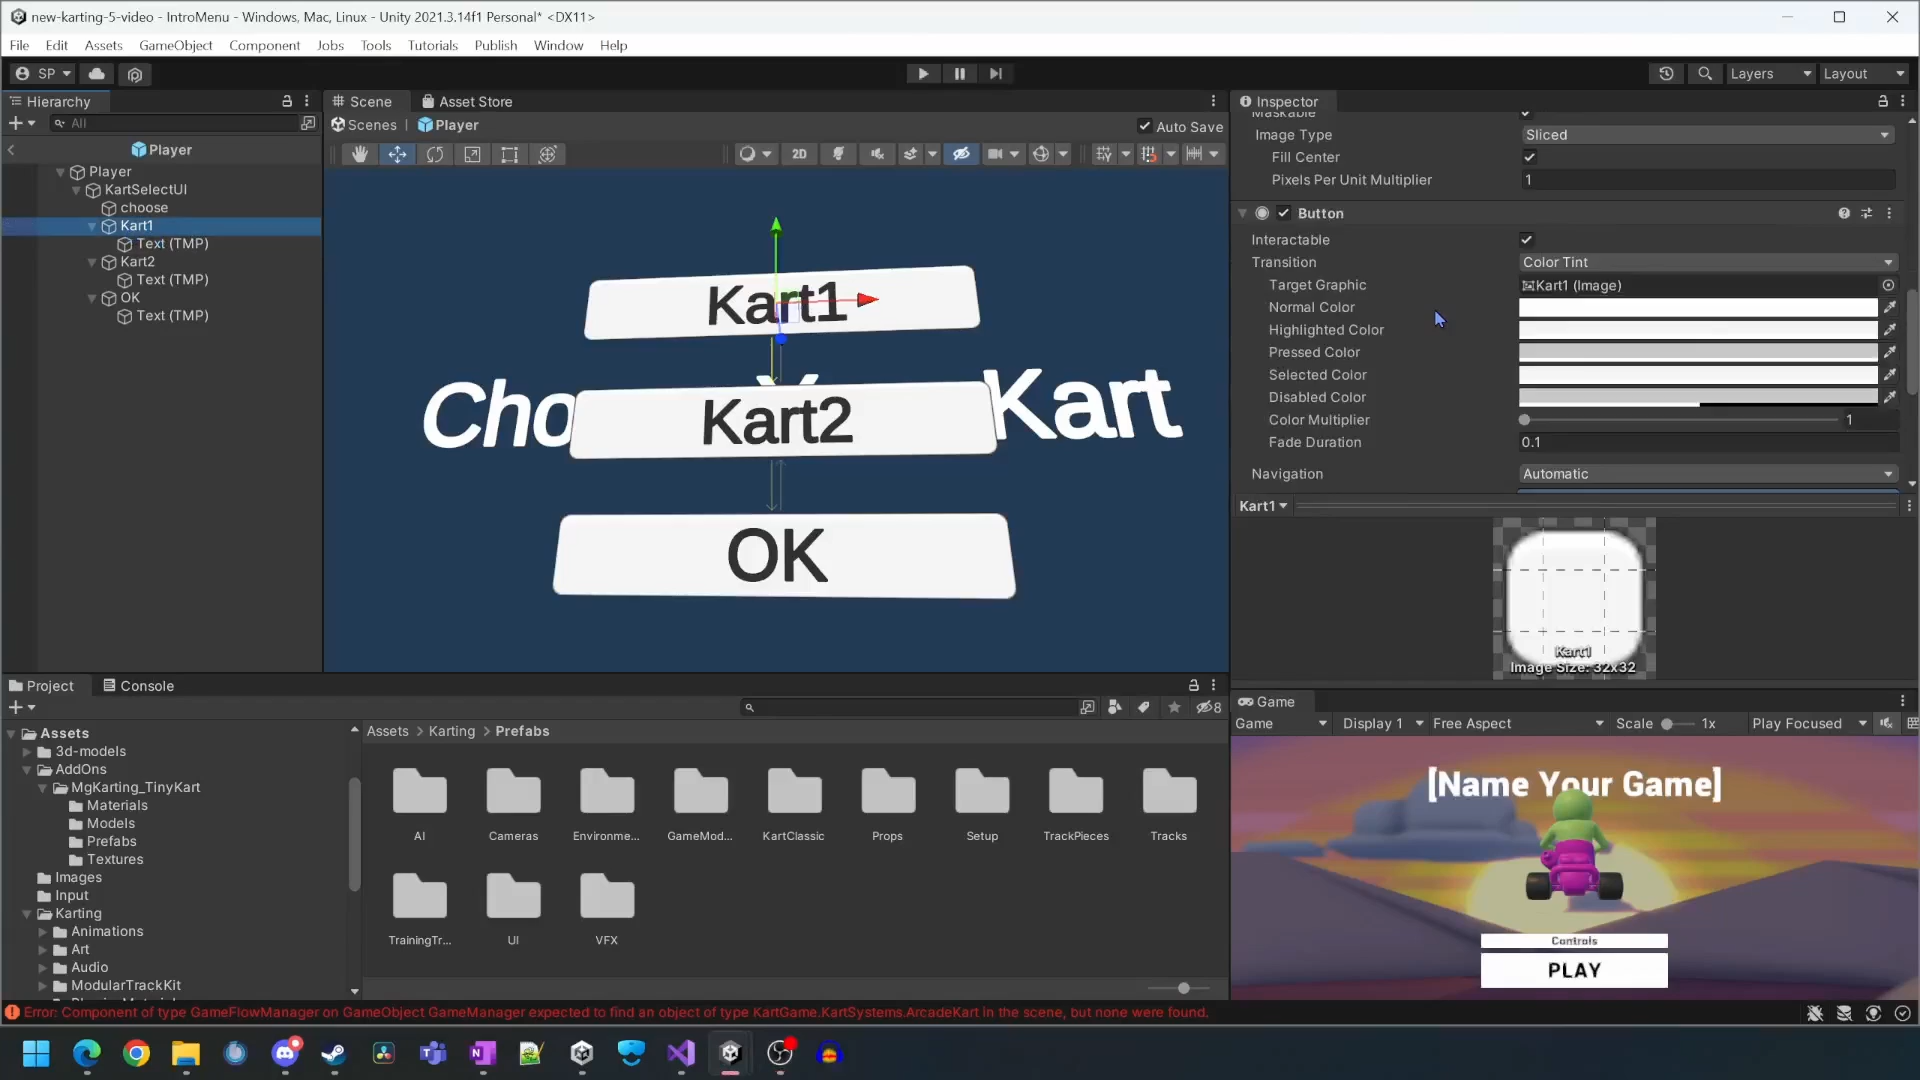 new-karting-5-video - IntroMenu - Windows, Mac, Linux - Unity 2021.3.14f1 Personal* <DX11>
File Edit Assets GameObject Component Jobs Tools Tutorials Publish Window Help
SP Layers Layout
Hierarchy
All
Player
Player
KartSelectUI
choose
Kart1
Text (TMP)
Kart2
Text (TMP)
OK
Text (TMP)
Scene Asset Store
Scenes | Player Auto Save
2D
Kart1
Kart
Kart2
OK
Inspector
Maskable
Image Type Sliced
Fill Center
Pixels Per Unit Multiplier 1
Button
Interactable
Transition Color Tint
Target Graphic Kart1 (Image)
Normal Color
Highlighted Color
Pressed Color
Selected Color
Disabled Color
Color Multiplier 1
Fade Duration 0.1
Navigation Automatic
Kart1
Kart1
Image Size: 32x32
Project Console
8
Assets
3d-models
AddOns
MgKarting_TinyKart
Materials
Models
Prefabs
Textures
Images
Input
Karting
Animations
Art
Audio
ModularTrackKit
Assets > Karting > Prefabs
AI Cameras Environme... GameMod... KartClassic Props Setup TrackPieces Tracks
TrainingTr... UI VFX
Game
Game Display 1 Free Aspect Scale 1x Play Focused
[Name Your Game]
Controls
PLAY
Error: Component of type GameFlowManager on GameObject GameManager expected to find an object of type KartGame.KartSystems.ArcadeKart in the scene, but none were found.